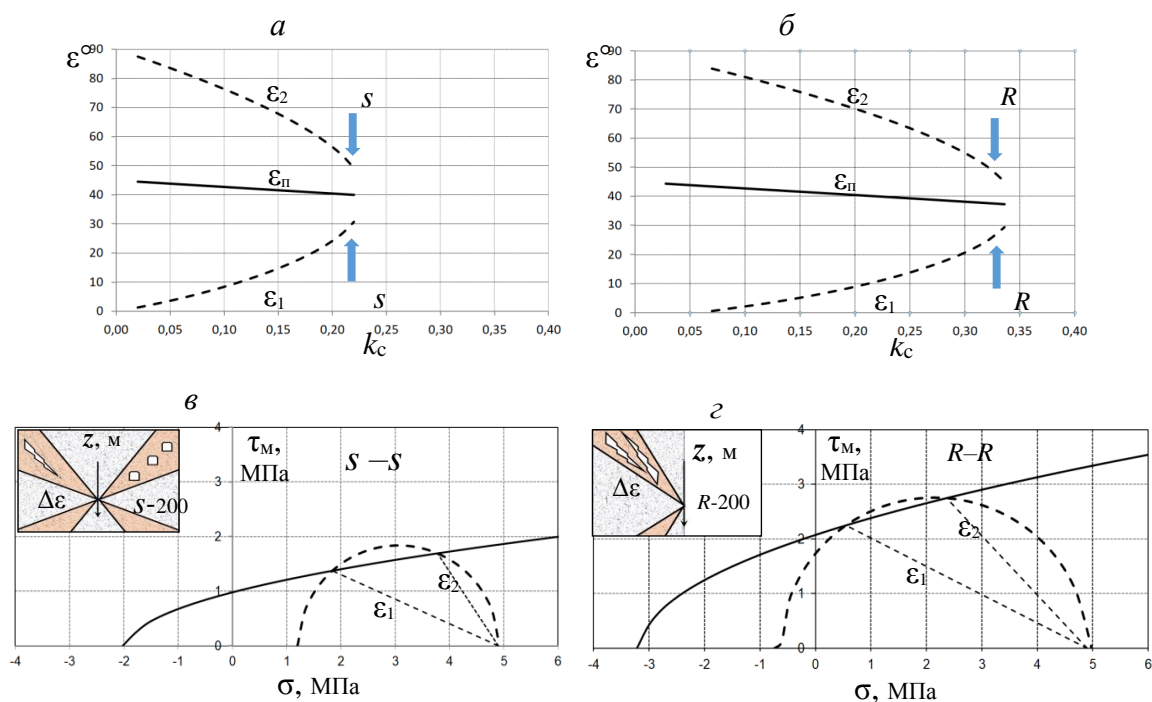 а
ε°
90
80
70
60
50
40
30
20
10
0
ε2
s
εп
ε1
s
0,00 0,05 0,10 0,15 0,20 0,25 0,30 0,35 0,40
kс
б
ε°
90
80
70
60
50
40
30
20
10
0
ε2
R
εп
ε1
R
0,00 0,05 0,10 0,15 0,20 0,25 0,30 0,35 0,40
kс
в
z, м
Δε
s-200
4
τм,
МПа
s –s
3
2
1
0
ε2
ε1
-4 -3 -2 -1 0 1 2 3 4 5 6
σ, МПа
г
z, м
Δε
R-200
4
τм,
МПа
R–R
3
2
1
0
ε2
ε1
-4 -3 -2 -1 0 1 2 3 4 5 6
σ, МПа